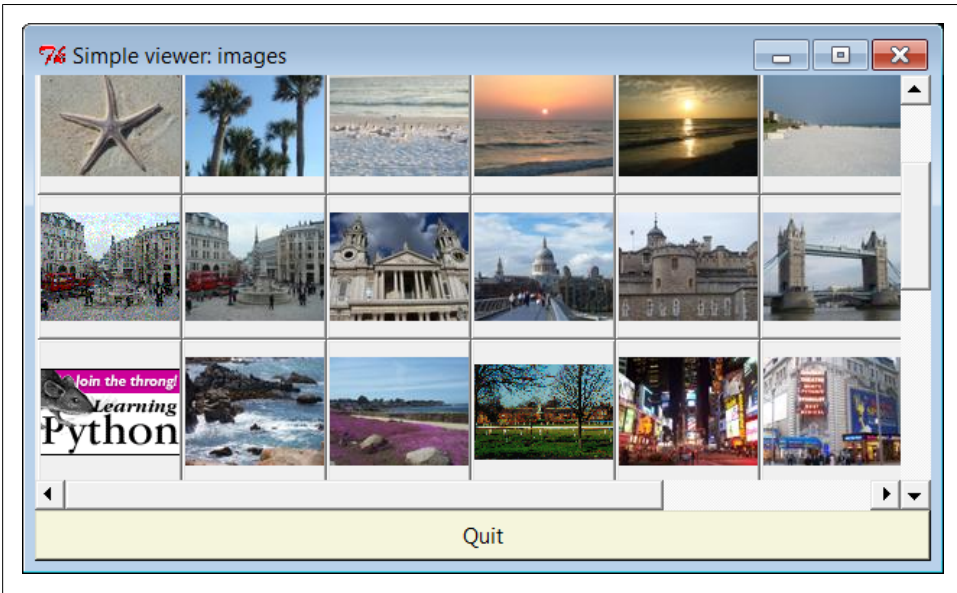 Simple viewer: images
Join the throng!
Learning
Python
Quit